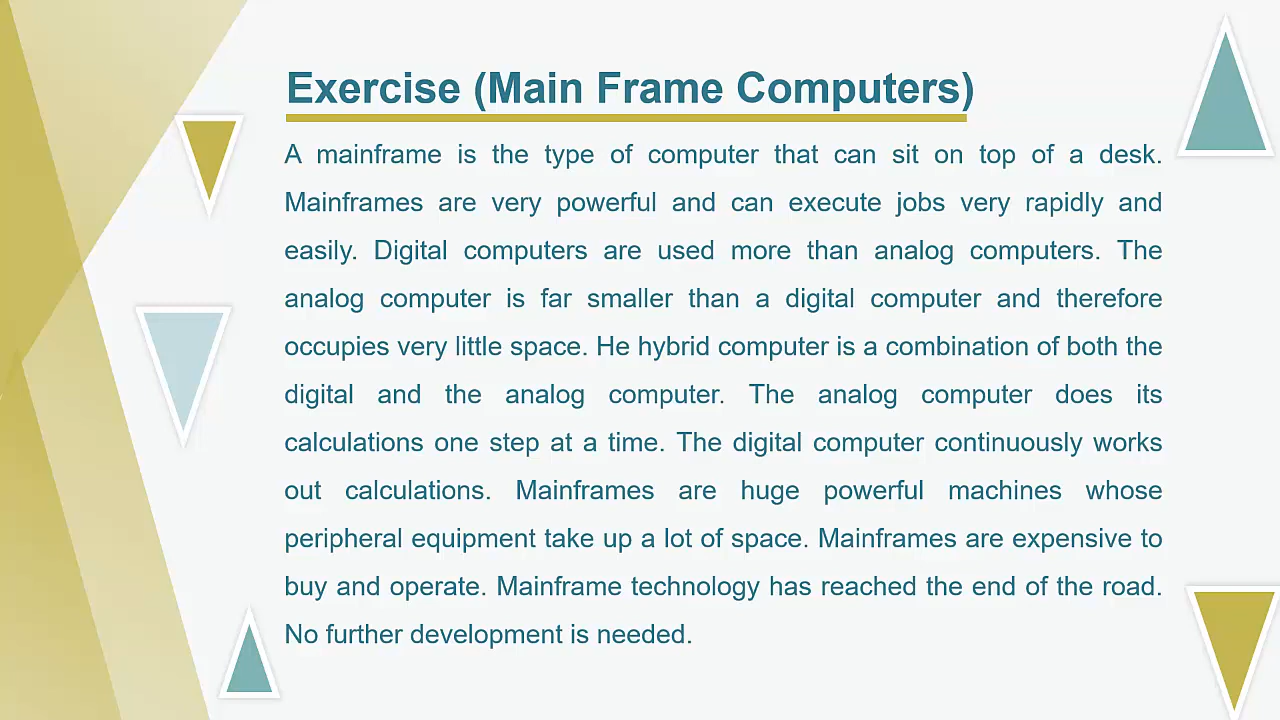 Exercise (Main Frame Computers)
A mainframe is the type of computer that can sit on top of a desk.
Mainframes are very powerful and can execute jobs very rapidly and
easily. Digital computers are used more than analog computers. The
analog computer is far smaller than a digital computer and therefore
occupies very little space. He hybrid computer is a combination of both the
digital and the analog computer. The analog computer does its
calculations one step at a time. The digital computer continuously works
out calculations. Mainframes are huge powerful machines whose
peripheral equipment take up a lot of space. Mainframes are expensive to
buy and operate. Mainframe technology has reached the end of the road.
No further development is needed.